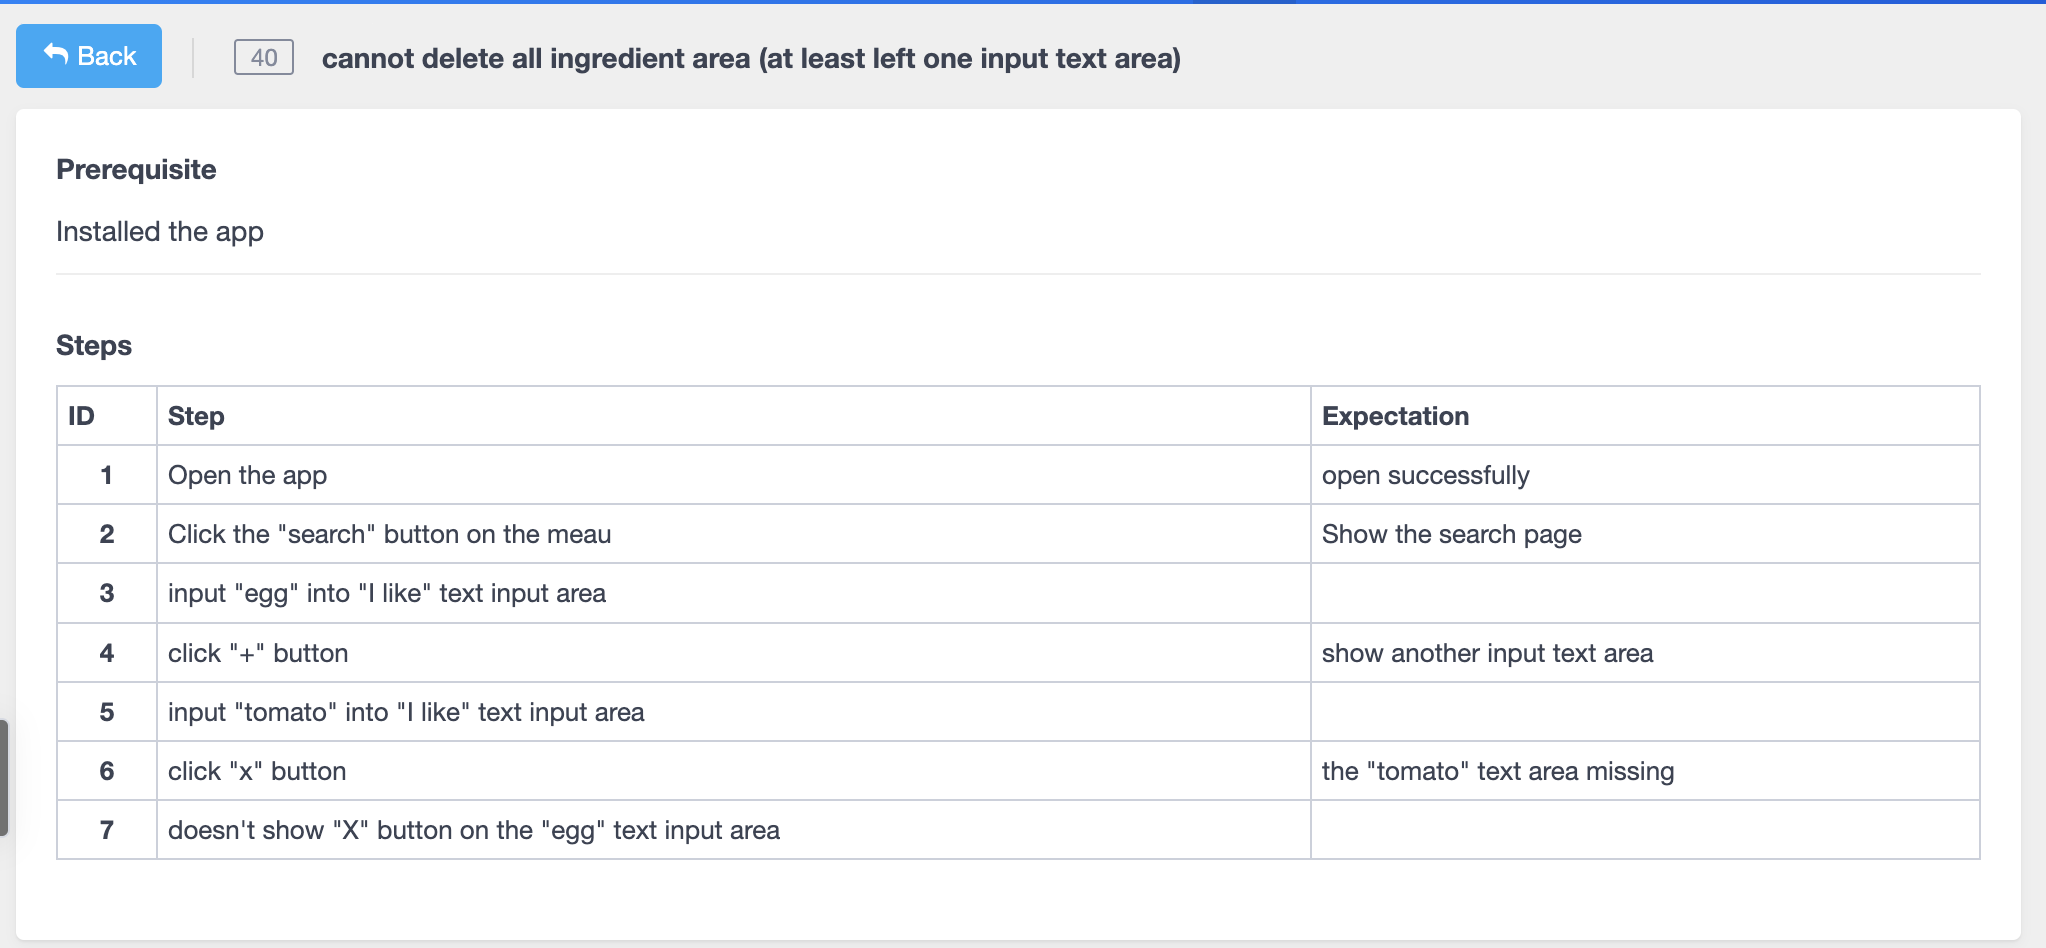 Back
40
cannot delete all ingredient area (at least left one input text area)
Prerequisite
Installed the app
Steps
ID Step Expectation
1 Open the app open successfully
2 Click the "search" button on the meau Show the search page
3 input "egg" into "I like" text input area
4 click "+" button show another input text area
5 input "tomato" into "I like" text input area
6 click "x" button the "tomato" text area missing
7 doesn't show "X" button on the "egg" text input area